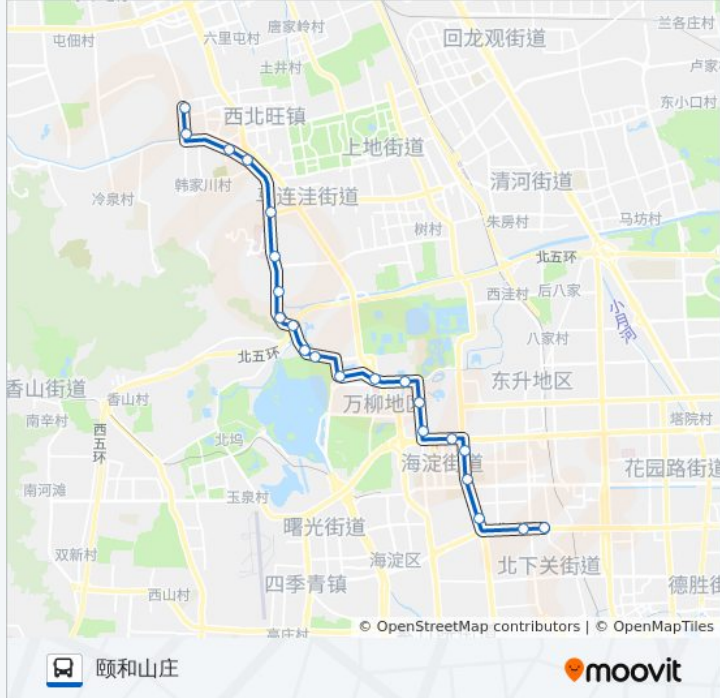 屯佃村
六里屯村
唐家岭村
回龙观街道
兰各庄村
土井村
卢家
西北旺镇
东小口村
上地街道
韩家川村
清河街道
冷泉村
连洼街道
树村
朱房村
马坊村
北五环
西洼村
后八家
小月河
八家村
北五环
香山街道
东升地区
香山村
万柳地区
南辛村
塔院村
西五环
北坞
海淀街道
花园路街道
南河滩
玉泉村
曙光街道
双新村
海淀区
北下关街道
四季青镇
德胜街
西山村
© OpenStreetMap contributors | © OpenMapTiles
颐和山庄
moovit